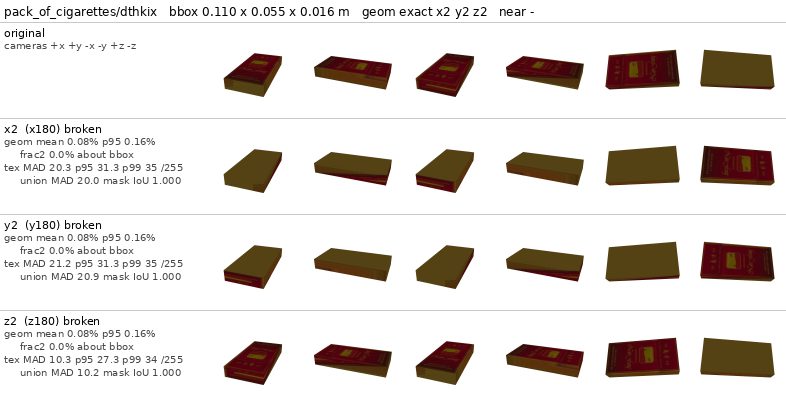 pack_of_cigarettes/dthkix   bbox 0.110 x 0.055 x 0.016 m   geom exact x2 y2 z2   near -
original
cameras +x +y -x -y +z -z
x2  (x180) broken
geom mean 0.08% p95 0.16%
frac2 0.0% about bbox
tex MAD 20.3 p95 31.3 p99 35 /255
union MAD 20.0 mask IoU 1.000
y2  (y180) broken
geom mean 0.08% p95 0.16%
frac2 0.0% about bbox
tex MAD 21.2 p95 31.3 p99 35 /255
union MAD 20.9 mask IoU 1.000
z2  (z180) broken
geom mean 0.08% p95 0.16%
frac2 0.0% about bbox
tex MAD 10.3 p95 27.3 p99 34 /255
union MAD 10.2 mask IoU 1.000